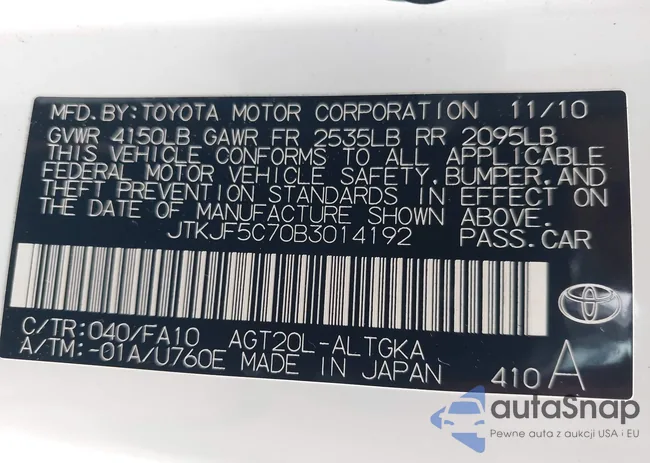 MFD. BY: TOYOTA MOTOR CORPORATION 11/10
GVWR 4150LB GAWR FR 2535LB RR 2095LB
THIS VEHICLE CONFORMS TO ALL APPLICABLE
FEDERAL MOTOR VEHICLE SAFETY, BUMPER, AND
THEFT PREVENTION STANDARDS IN EFFECT ON
THE DATE OF MANUFACTURE SHOWN ABOVE.
JTKJF5C70B3014192 PASS.CAR
C/TR: 040/FA10 AGT20L-ALTGKA
A/TM: -01A/U760E MADE IN JAPAN 410 A
autaSnap
Pewne auta z aukcji USA i EU